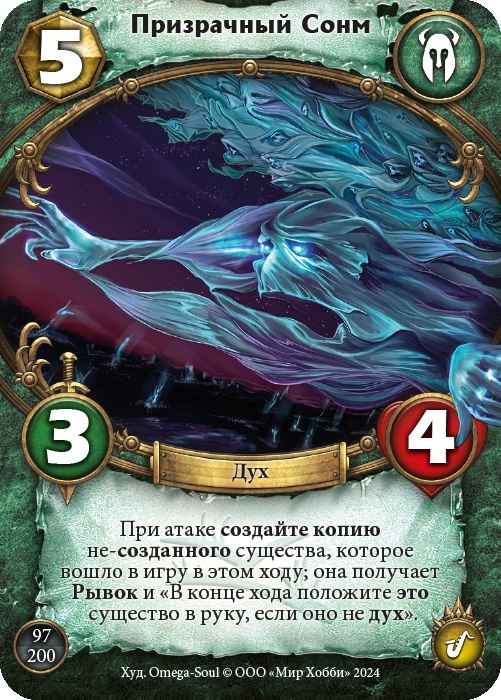 Призрачный Сонм
5
3
4
Дух
При атаке создайте копию
не-созданного существа, которое
вошло в игру в этом ходу; она получает
Рывок и «В конце хода положите это
существо в руку, если оно не дух».
97
200
Худ. Omega-Soul © ООО «Мир Хобби» 2024